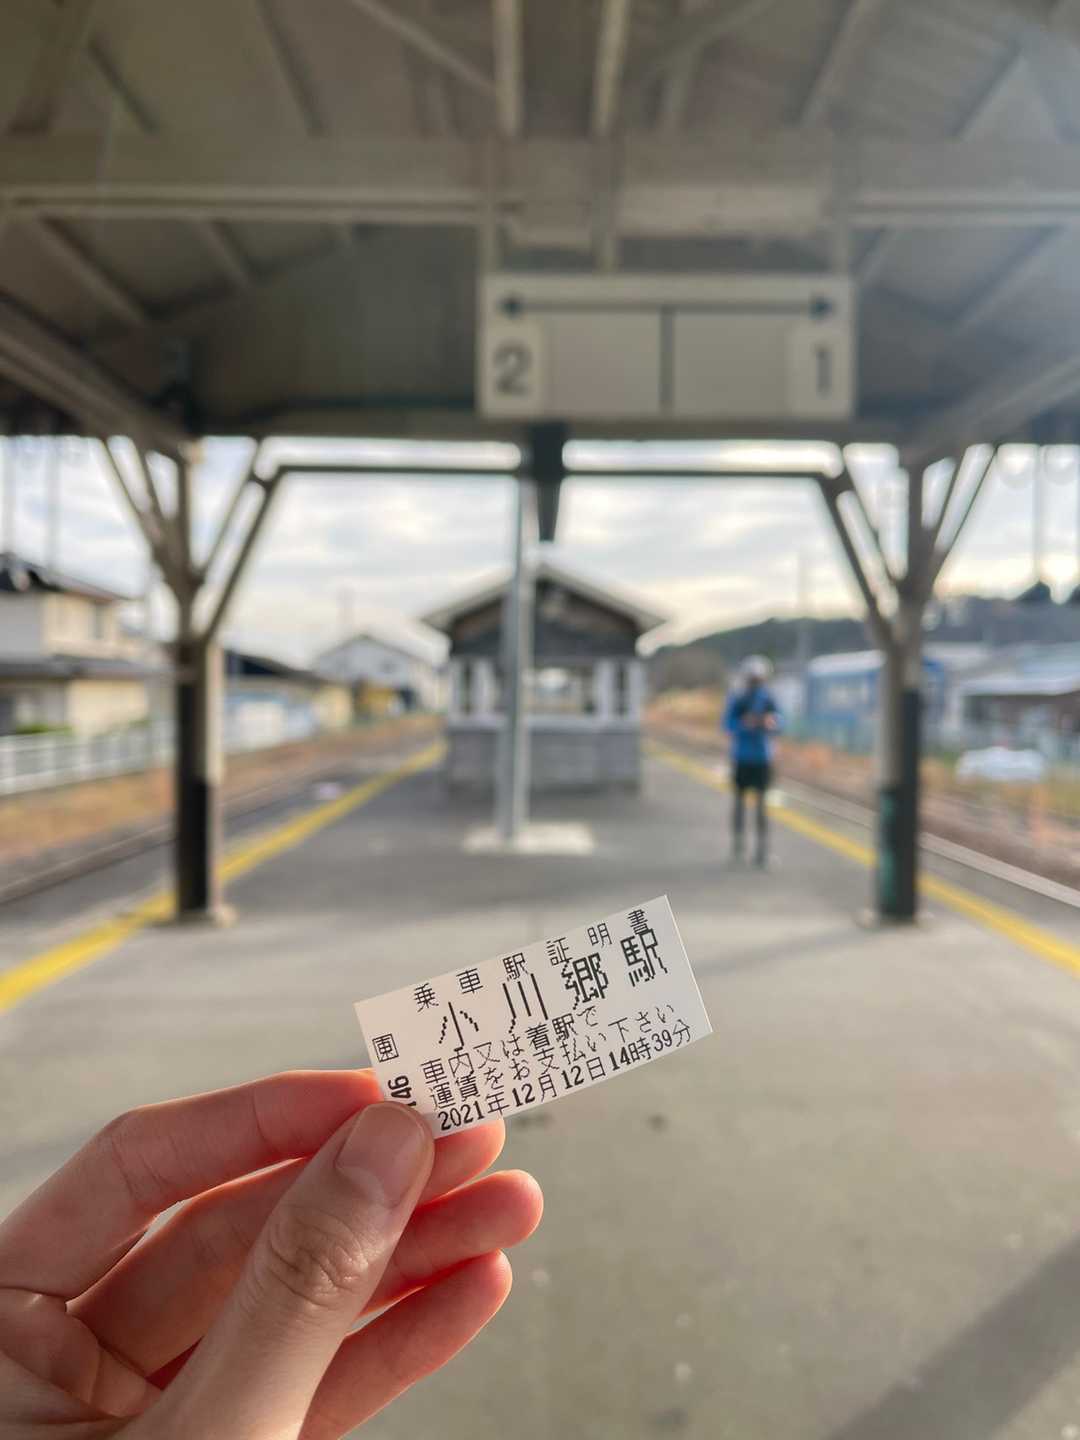 2 1
乗車駅証明書
小川郷駅
車内又は着駅で
運賃をお支払い下さい
2021年12月12日14時39分
東
146